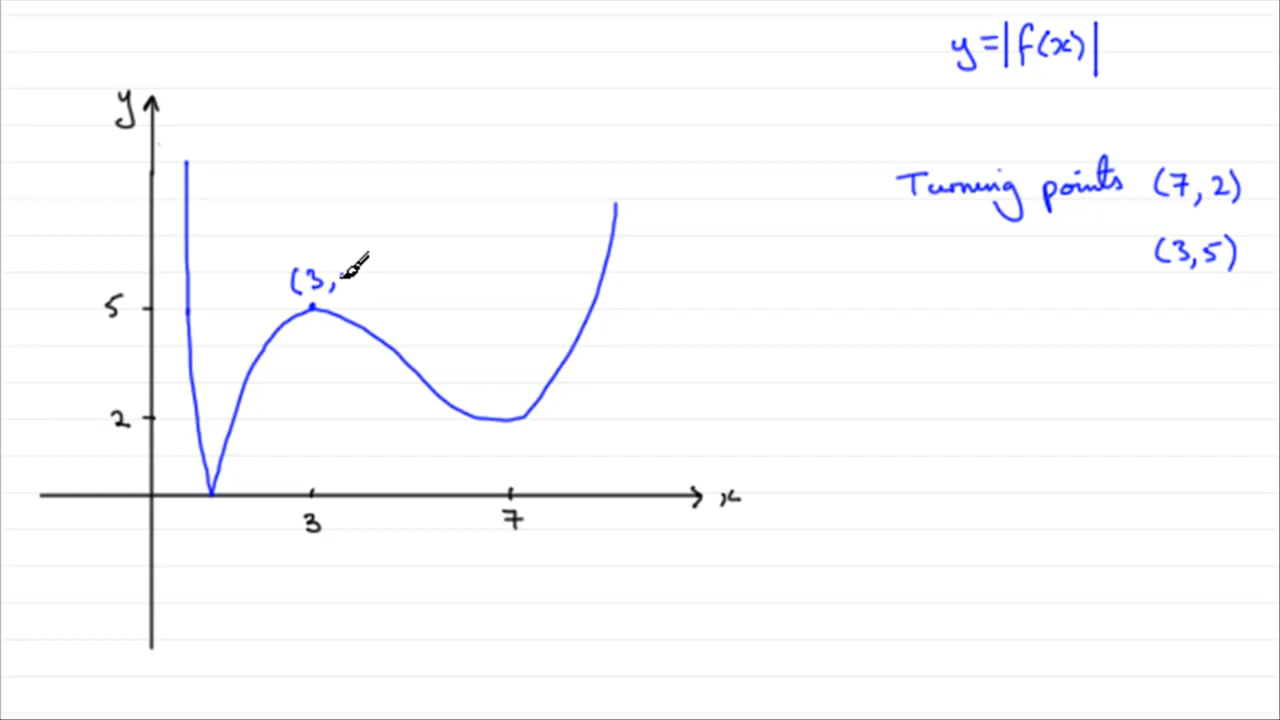 y=|f(x)|
y
Turning points (7,2)
(3,5)
(3,
5
2
x
3
7